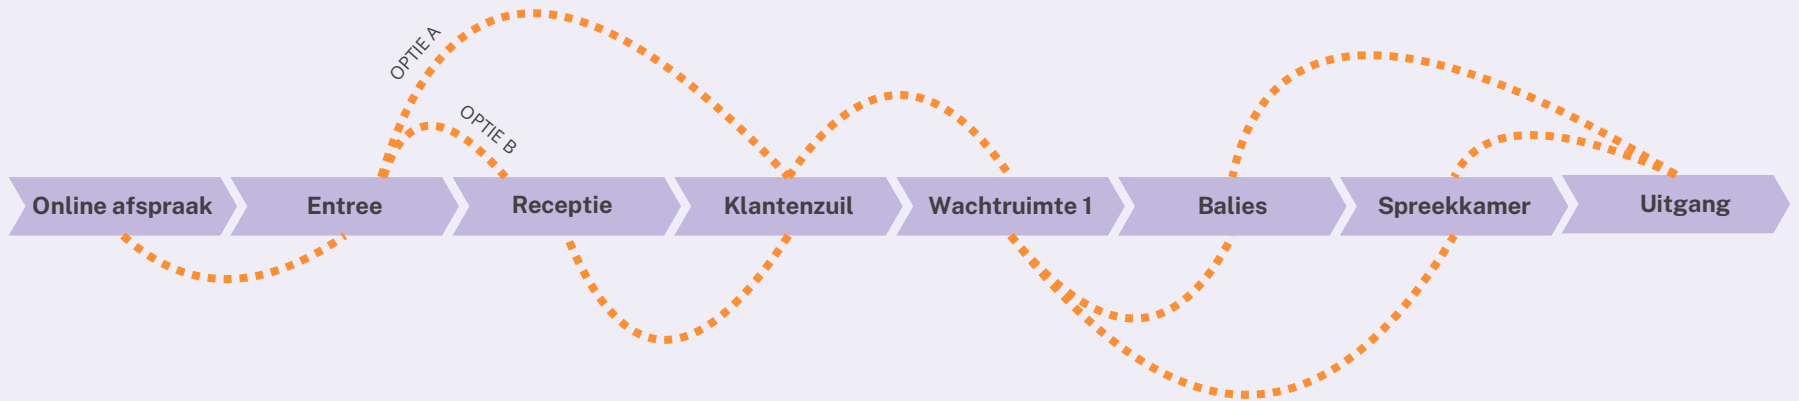 OPTIE A
OPTIE B
Online afspraak
Entree
Receptie
Klantenzuil
Wachtruimte 1
Balies
Spreekkamer
Uitgang